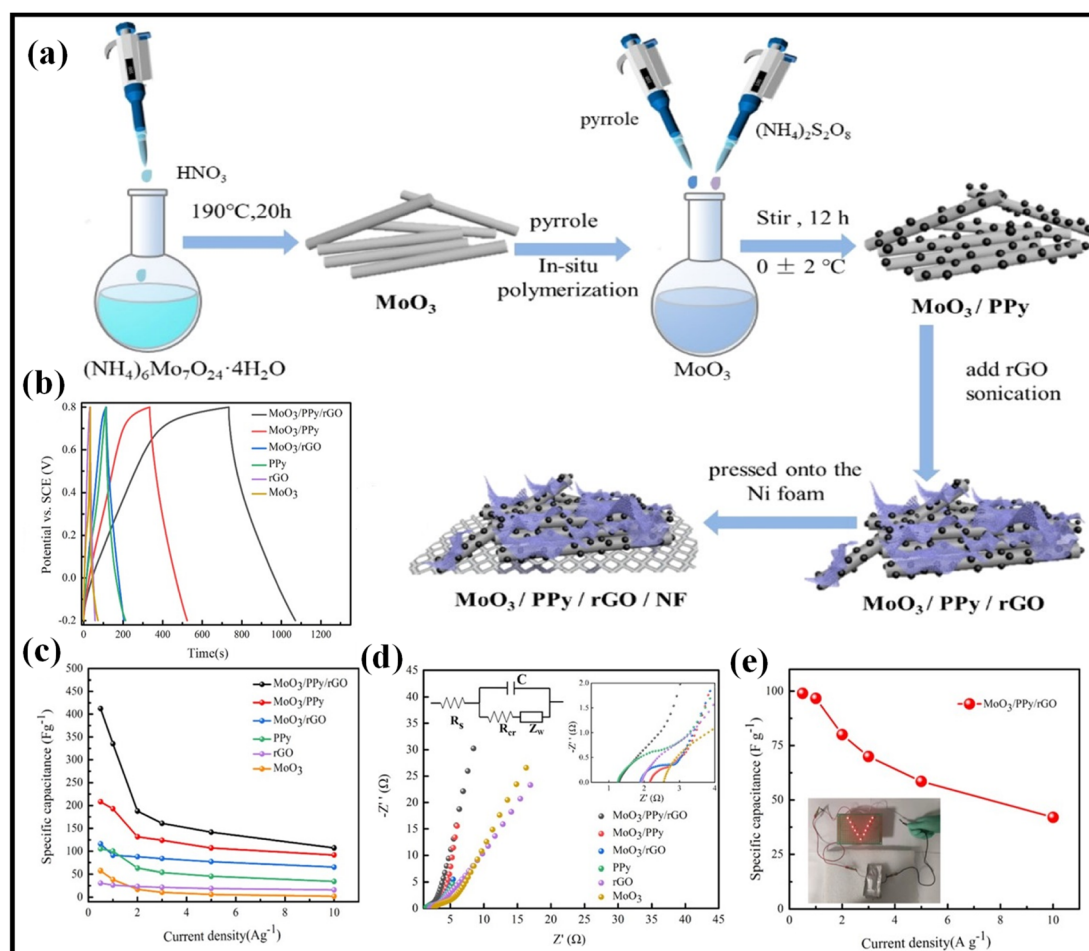 (a)
HNO3
190°C,20h
(NH4)6Mo7O24·4H2O
MoO3
pyrrole
In-situ
polymerization
pyrrole
(NH4)2S2O8
MoO3
Stir , 12 h
0 ± 2 °C
MoO3 / PPy
add rGO
sonication
MoO3 / PPy / rGO
pressed onto the
Ni foam
MoO3 / PPy / rGO / NF
(b)
Potential vs. SCE (V)
0.8
0.4
0.0
-0.2
0 200 400 600 800 1000 1200
Time(s)
MoO3/PPy/rGO
MoO3/PPy
MoO3/rGO
PPy
rGO
MoO3
(c)
Specific capacitance (Fg-1)
500
450
400
350
300
250
200
150
100
50
0
0 2 4 6 8 10
Current density(Ag-1)
MoO3/PPy/rGO
MoO3/PPy
MoO3/rGO
PPy
rGO
MoO3
(d)
-Z'' (Ω)
45
40
35
30
25
20
15
10
5
0
0 5 10 15 20 25 30 35 40 45
Z' (Ω)
C
Rs
Rcr
Zw
-Z'' (Ω)
2.0
1.5
1.0
0.5
0.0
0 1 2 3 4
Z' (Ω)
MoO3/PPy/rGO
MoO3/PPy
MoO3/rGO
PPy
rGO
MoO3
(e)
Specific capacitance (F g-1)
100
75
50
25
0
0 2 4 6 8 10
Current density(A g-1)
MoO3/PPy/rGO